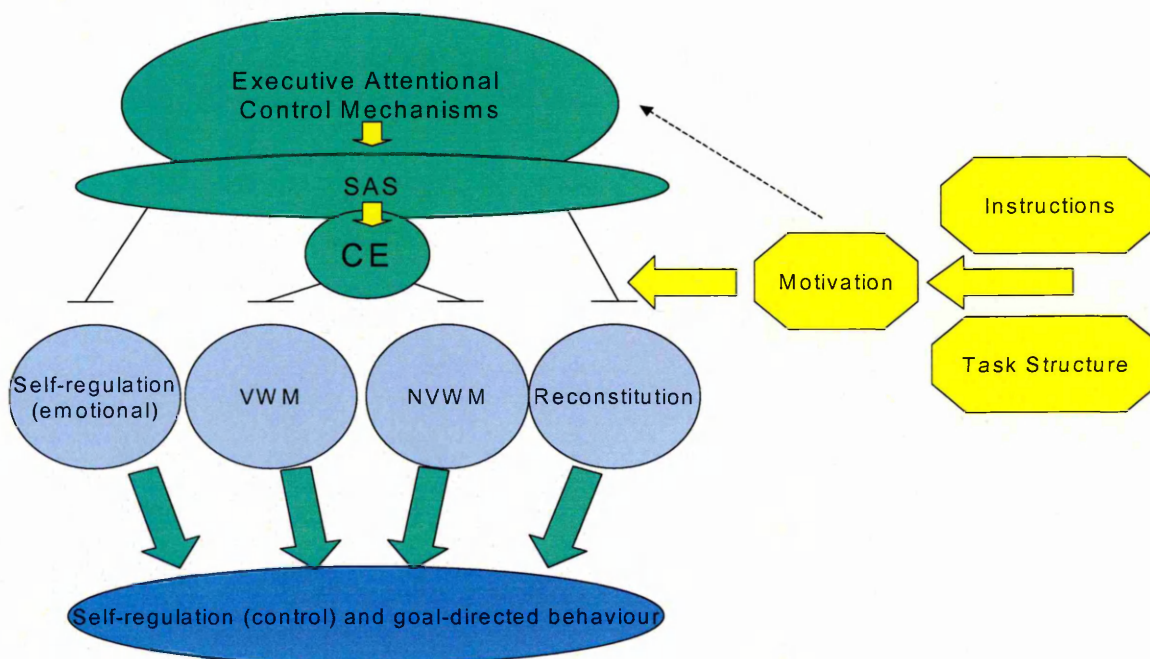 Executive Attentional
Control Mechanisms
SAS
CE
Instructions
Motivation
Task Structure
Self-regulation
(emotional)
VWM
NVWM
Reconstitution
Self-regulation (control) and goal-directed behaviour